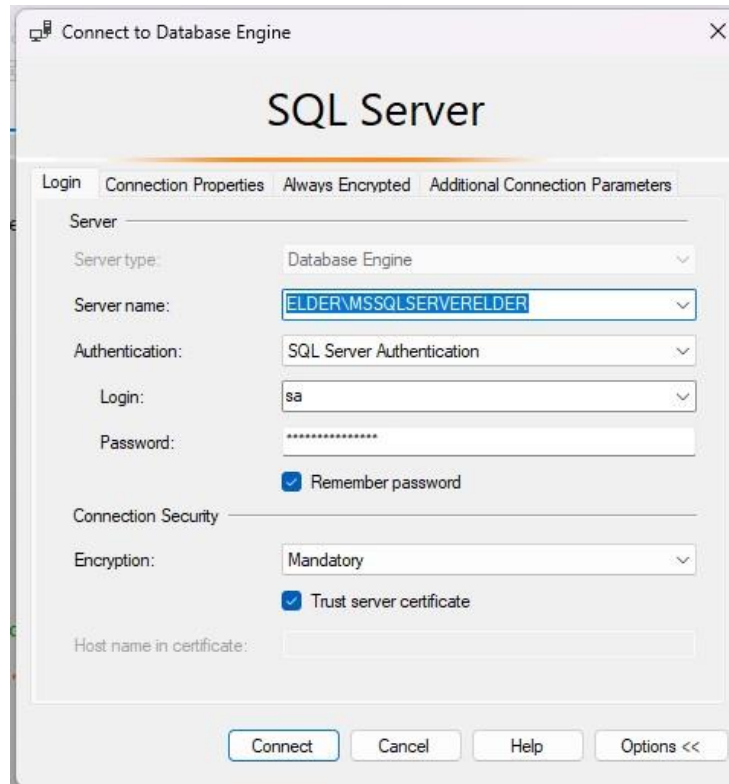 Connect to Database Engine
SQL Server
Login Connection Properties Always Encrypted Additional Connection Parameters
Server
Server type: Database Engine
Server name: ELDER\MSSQLSERVERELDER
Authentication: SQL Server Authentication
Login: sa
Password: ***************
Remember password
Connection Security
Encryption: Mandatory
Trust server certificate
Host name in certificate:
Connect Cancel Help Options <<